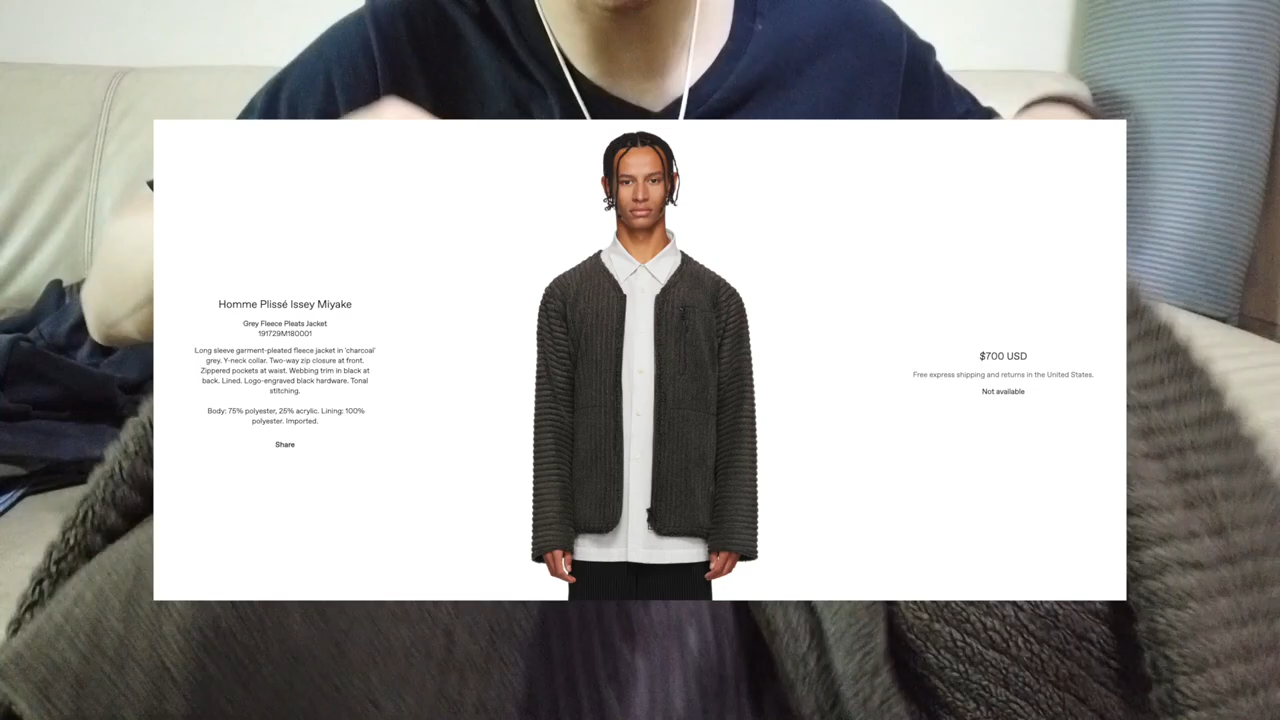 Homme Plissé Issey Miyake
Grey Fleece Pleats Jacket
191729M180001
Long sleeve garment-pleated fleece jacket in 'charcoal'
grey. Y-neck collar. Two-way zip closure at front.
Zippered pockets at waist. Webbing trim in black at
back. Lined. Logo-engraved black hardware. Tonal
stitching.
Body: 75% polyester, 25% acrylic. Lining: 100%
polyester. Imported.
Share
$700 USD
Free express shipping and returns in the United States.
Not available